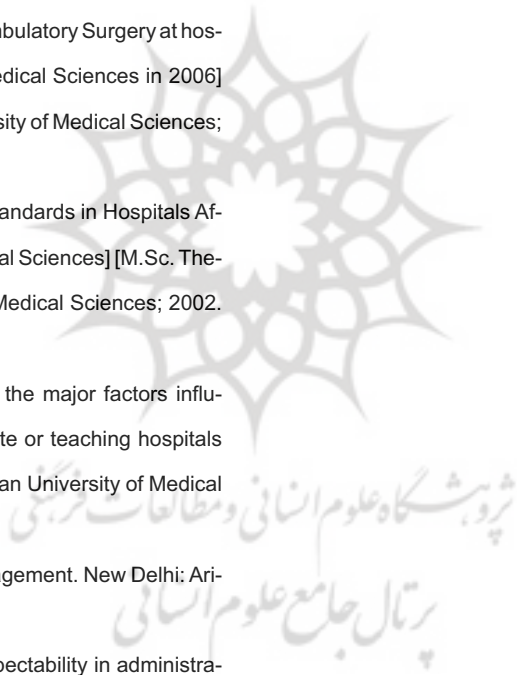 nbulatory Surgery at hos-
edical Sciences in 2006]
sity of Medical Sciences;
andards in Hospitals Af-
al Sciences] [M.Sc. The-
Medical Sciences; 2002.
the major factors influ-
te or teaching hospitals
an University of Medical
پژوهشگاه علوم انسانی و مطالعات فرهنگی
agement. New Delhi: Ari-
پرتال جامع علوم انسانی
pectability in administra-